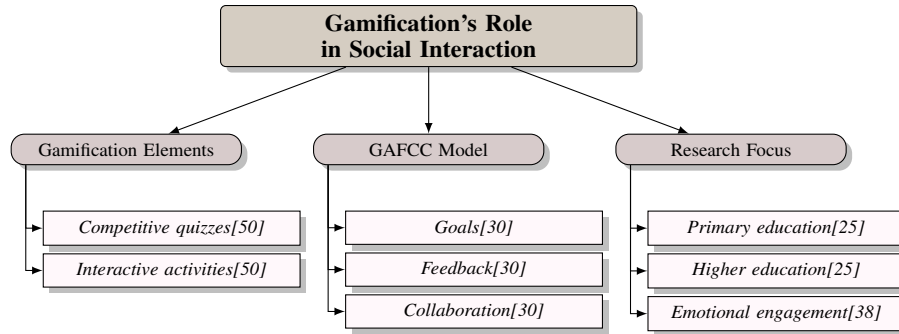 Gamification's Role
in Social Interaction
Gamification Elements
GAFCC Model
Research Focus
Competitive quizzes[50]
Goals[30]
Primary education[25]
Interactive activities[50]
Feedback[30]
Higher education[25]
Collaboration[30]
Emotional engagement[38]